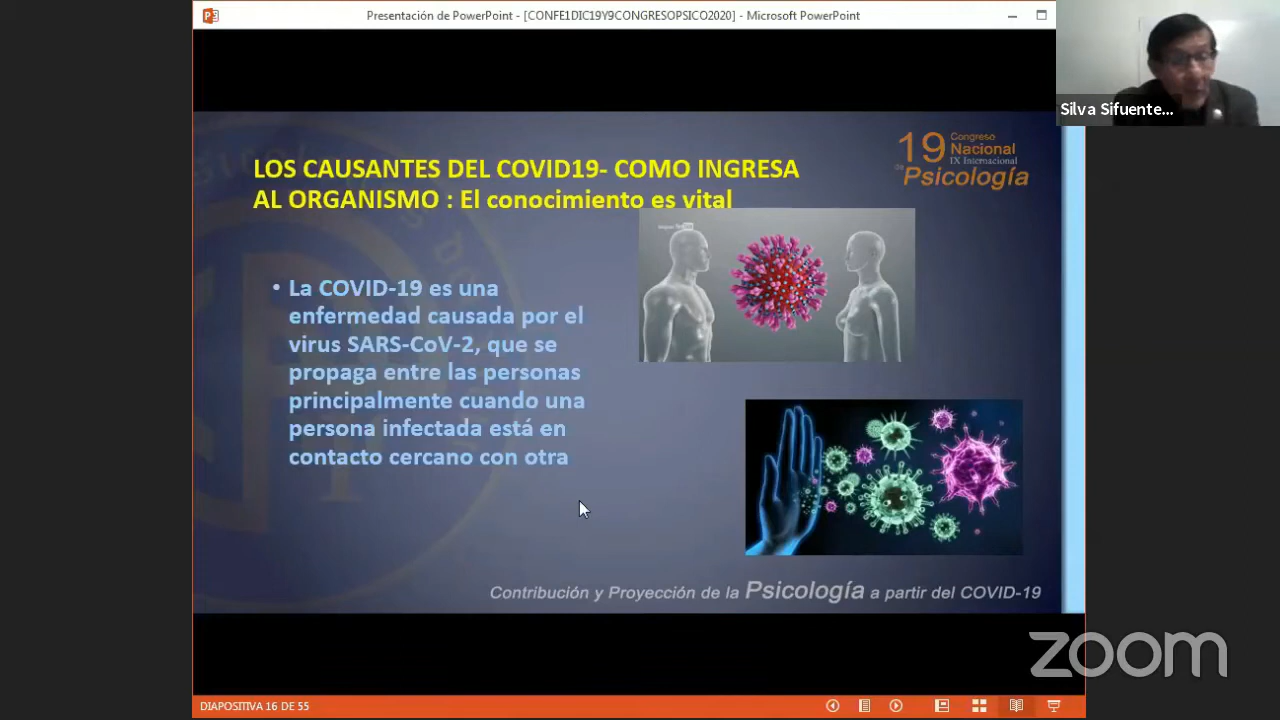 Presentación de PowerPoint - [CONFE1DIC19Y9CONGRESOPSICO2020] - Microsoft PowerPoint
Silva Sifuente...
19 Congreso
Nacional
IX Internacional
de Psicología
LOS CAUSANTES DEL COVID19- COMO INGRESA
AL ORGANISMO : El conocimiento es vital
• La COVID-19 es una
enfermedad causada por el
virus SARS-CoV-2, que se
propaga entre las personas
principalmente cuando una
persona infectada está en
contacto cercano con otra
Contribución y Proyección de la Psicología a partir del COVID-19
zoom
DIAPOSITIVA 16 DE 55